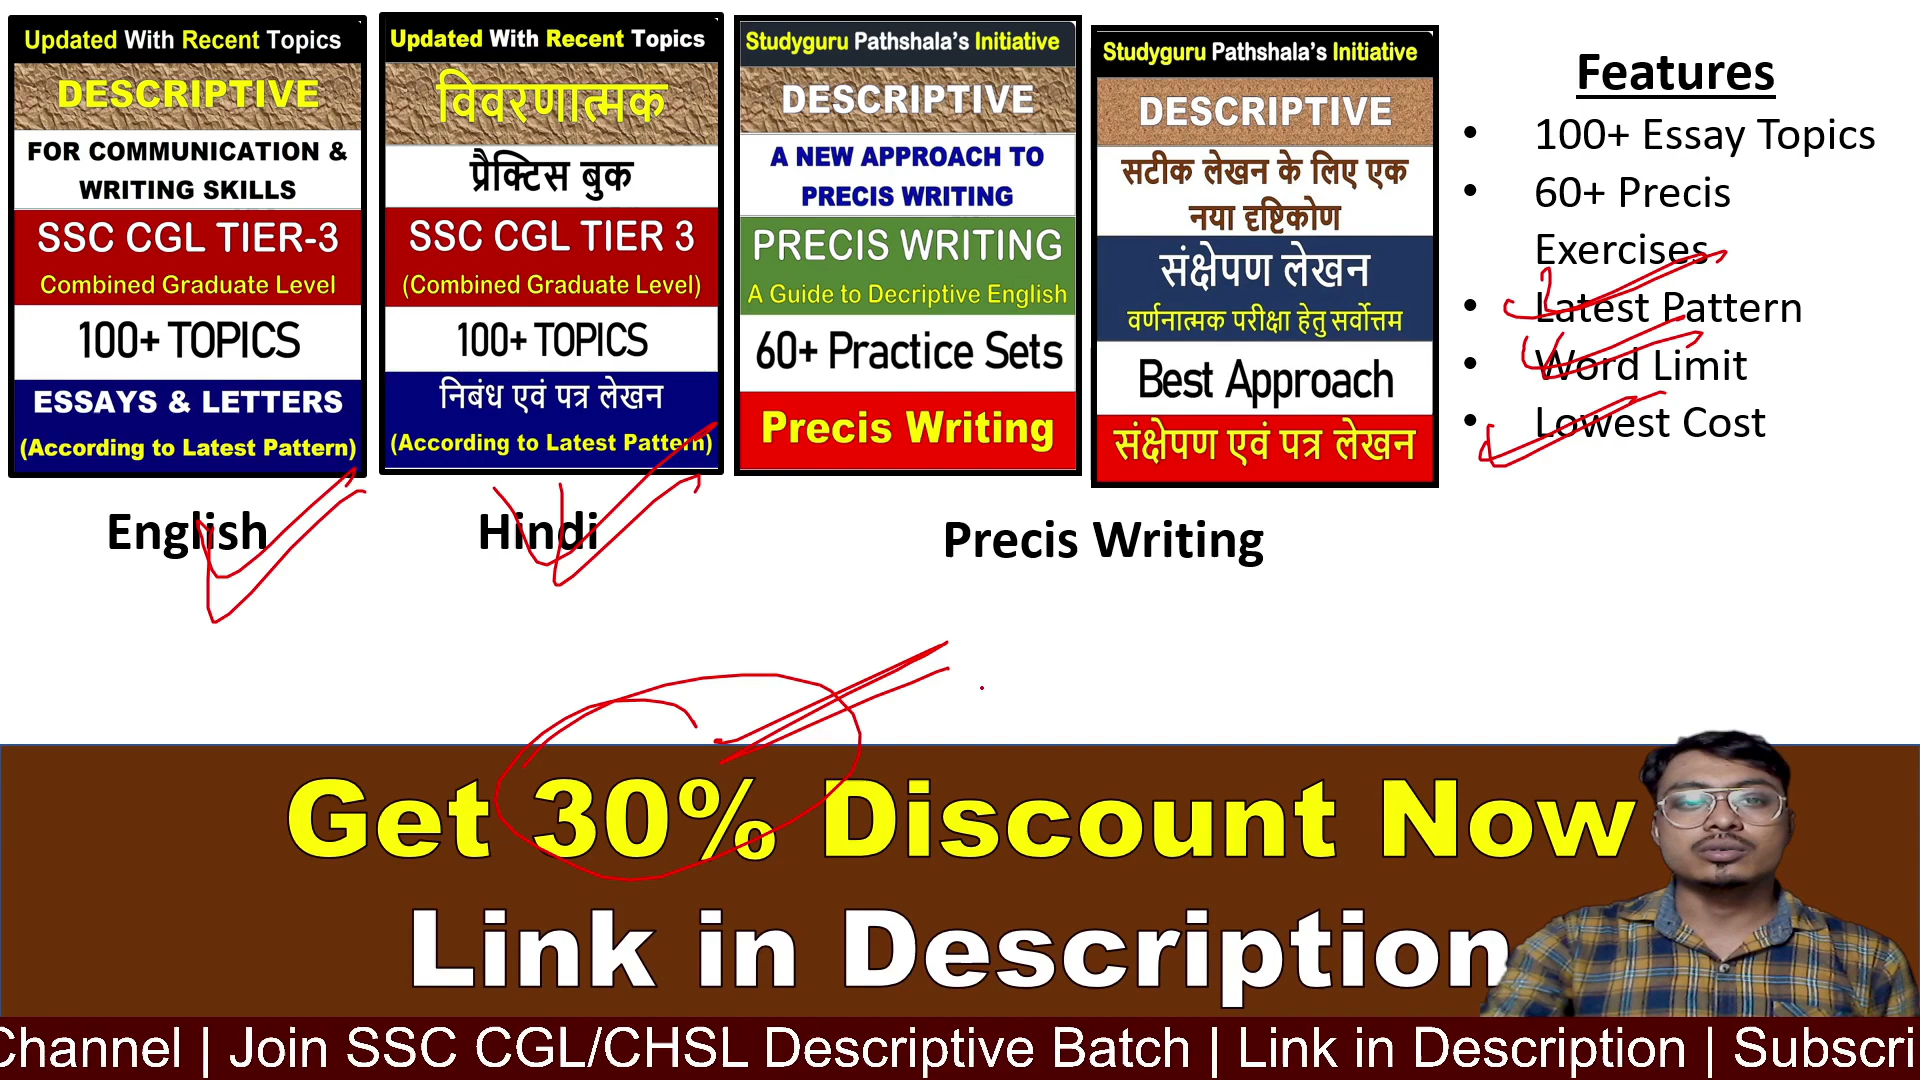 Updated With Recent Topics
DESCRIPTIVE
FOR COMMUNICATION &
WRITING SKILLS
SSC CGL TIER-3
Combined Graduate Level
100+ TOPICS
ESSAYS & LETTERS
(According to Latest Pattern)
English
Updated With Recent Topics
विवरणात्मक
प्रैक्टिस बुक
SSC CGL TIER 3
(Combined Graduate Level)
100+ TOPICS
निबंध एवं पत्र लेखन
(According to Latest Pattern)
Hindi
Studyguru Pathshala's Initiative
DESCRIPTIVE
A NEW APPROACH TO
PRECIS WRITING
PRECIS WRITING
A Guide to Decriptive English
60+ Practice Sets
Precis Writing
Studyguru Pathshala's Initiative
DESCRIPTIVE
सटीक लेखन के लिए एक
नया दृष्टिकोण
संक्षेपण लेखन
वर्णनात्मक परीक्षा हेतु सर्वोत्तम
Best Approach
संक्षेपण एवं पत्र लेखन
Precis Writing
Features
• 100+ Essay Topics
• 60+ Precis
Exercises
• Latest Pattern
• Word Limit
• Lowest Cost
Get 30% Discount Now
Link in Description
Channel | Join SSC CGL/CHSL Descriptive Batch | Link in Description | Subscri